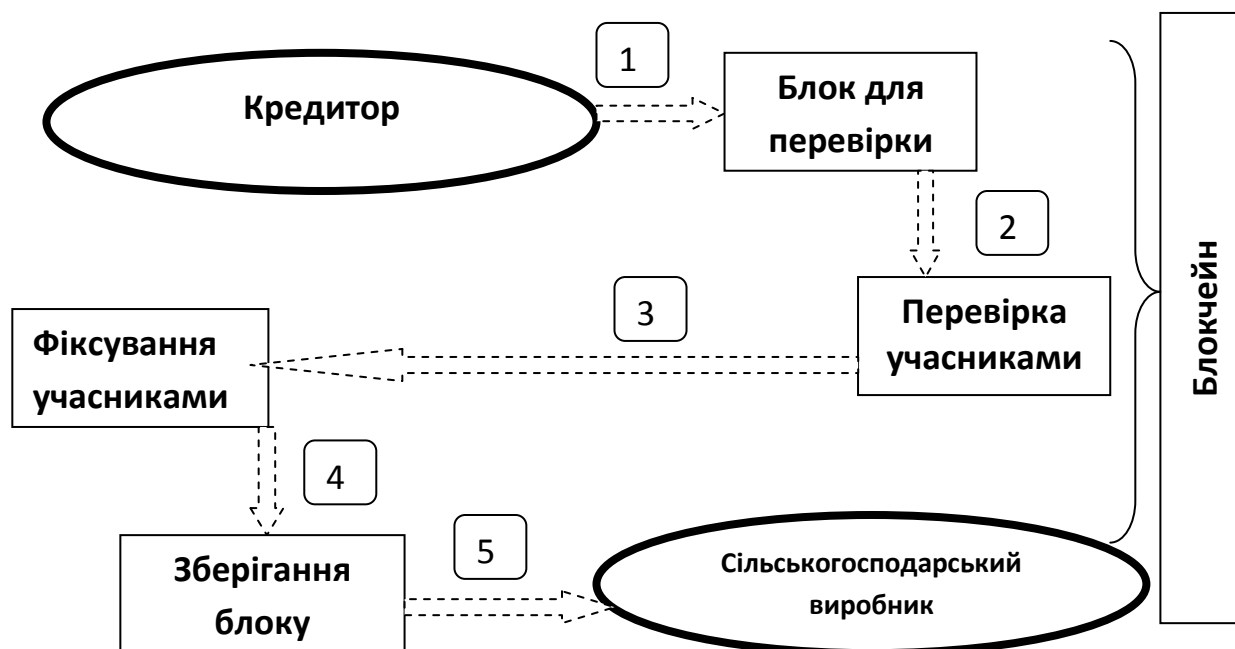 Кредитор
1
Блок для
перевірки
2
Перевірка
учасниками
3
Фіксування
учасниками
4
Зберігання
блоку
5
Сільськогосподарський
виробник
Блокчейн